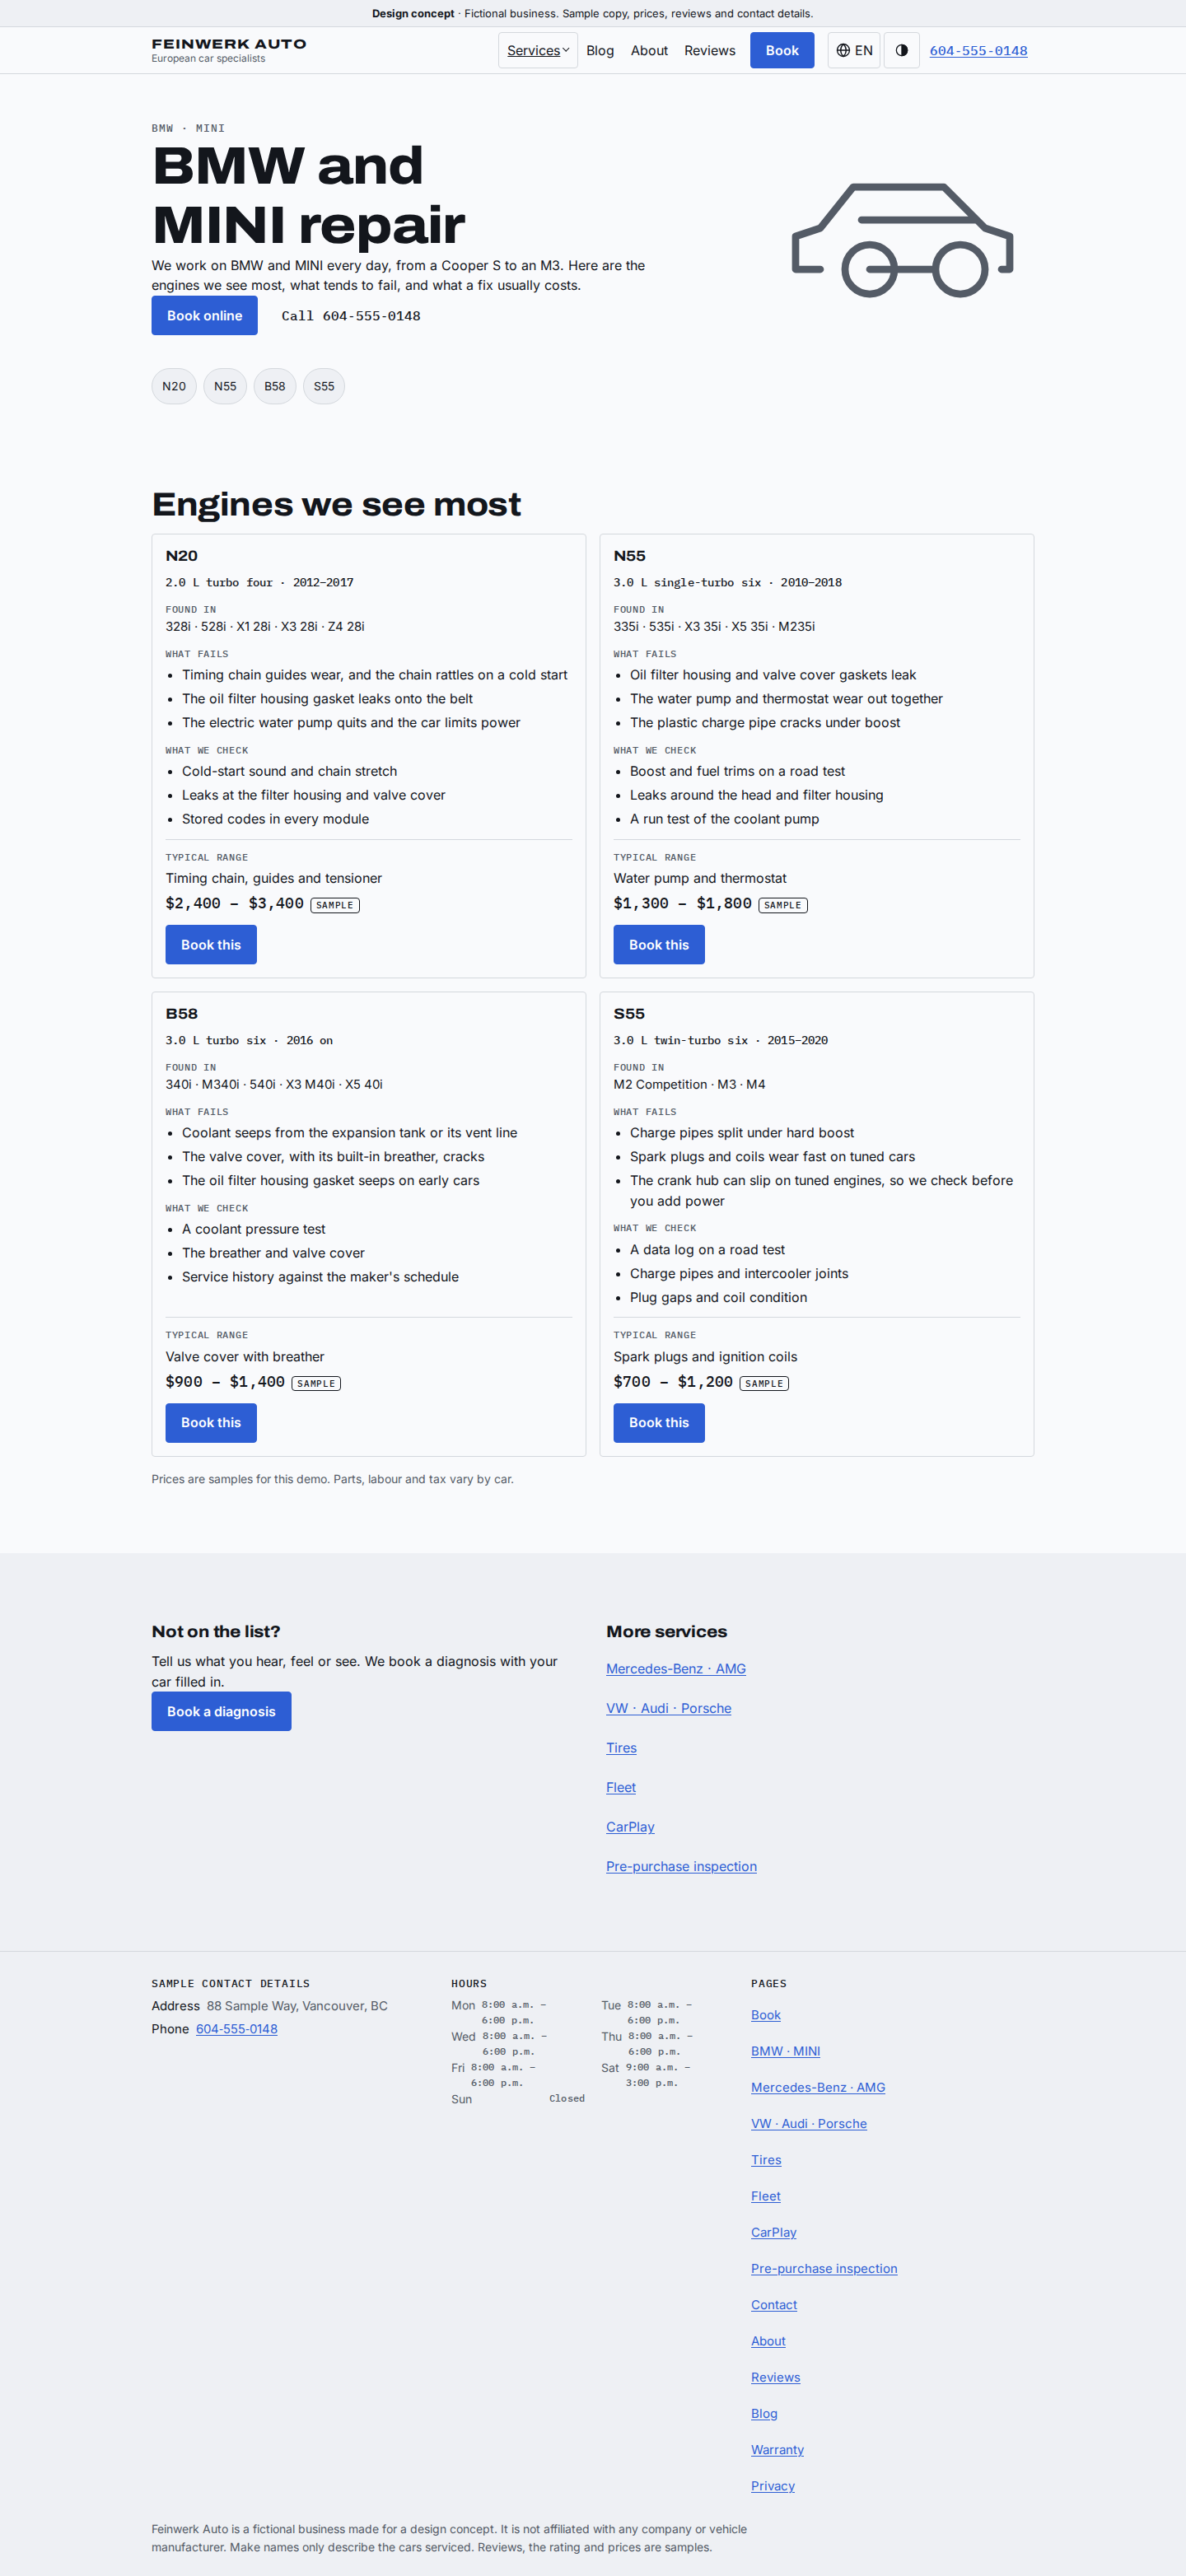 Design concept · Fictional business. Sample copy, prices, reviews and contact details.
FEINWERK AUTO
European car specialists
Services
Blog
About
Reviews
Book
EN
604-555-0148
BMW · MINI
BMW and
MINI repair
We work on BMW and MINI every day, from a Cooper S to an M3. Here are the
engines we see most, what tends to fail, and what a fix usually costs.
Book online
Call 604-555-0148
N20
N55
B58
S55
Engines we see most
N20
2.0 L turbo four · 2012–2017
FOUND IN
328i · 528i · X1 28i · X3 28i · Z4 28i
WHAT FAILS
Timing chain guides wear, and the chain rattles on a cold start
The oil filter housing gasket leaks onto the belt
The electric water pump quits and the car limits power
WHAT WE CHECK
Cold-start sound and chain stretch
Leaks at the filter housing and valve cover
Stored codes in every module
TYPICAL RANGE
Timing chain, guides and tensioner
$2,400 – $3,400 SAMPLE
Book this
N55
3.0 L single-turbo six · 2010–2018
FOUND IN
335i · 535i · X3 35i · X5 35i · M235i
WHAT FAILS
Oil filter housing and valve cover gaskets leak
The water pump and thermostat wear out together
The plastic charge pipe cracks under boost
WHAT WE CHECK
Boost and fuel trims on a road test
Leaks around the head and filter housing
A run test of the coolant pump
TYPICAL RANGE
Water pump and thermostat
$1,300 – $1,800 SAMPLE
Book this
B58
3.0 L turbo six · 2016 on
FOUND IN
340i · M340i · 540i · X3 M40i · X5 40i
WHAT FAILS
Coolant seeps from the expansion tank or its vent line
The valve cover, with its built-in breather, cracks
The oil filter housing gasket seeps on early cars
WHAT WE CHECK
A coolant pressure test
The breather and valve cover
Service history against the maker's schedule
TYPICAL RANGE
Valve cover with breather
$900 – $1,400 SAMPLE
Book this
S55
3.0 L twin-turbo six · 2015–2020
FOUND IN
M2 Competition · M3 · M4
WHAT FAILS
Charge pipes split under hard boost
Spark plugs and coils wear fast on tuned cars
The crank hub can slip on tuned engines, so we check before
you add power
WHAT WE CHECK
A data log on a road test
Charge pipes and intercooler joints
Plug gaps and coil condition
TYPICAL RANGE
Spark plugs and ignition coils
$700 – $1,200 SAMPLE
Book this
Prices are samples for this demo. Parts, labour and tax vary by car.
Not on the list?
Tell us what you hear, feel or see. We book a diagnosis with your
car filled in.
Book a diagnosis
More services
Mercedes-Benz · AMG
VW · Audi · Porsche
Tires
Fleet
CarPlay
Pre-purchase inspection
SAMPLE CONTACT DETAILS
Address 88 Sample Way, Vancouver, BC
Phone 604-555-0148
HOURS
Mon 8:00 a.m. –
6:00 p.m.
Tue 8:00 a.m. –
6:00 p.m.
Wed 8:00 a.m. –
6:00 p.m.
Thu 8:00 a.m. –
6:00 p.m.
Fri 8:00 a.m. –
6:00 p.m.
Sat 9:00 a.m. –
3:00 p.m.
Sun Closed
PAGES
Book
BMW · MINI
Mercedes-Benz · AMG
VW · Audi · Porsche
Tires
Fleet
CarPlay
Pre-purchase inspection
Contact
About
Reviews
Blog
Warranty
Privacy
Feinwerk Auto is a fictional business made for a design concept. It is not affiliated with any company or vehicle
manufacturer. Make names only describe the cars serviced. Reviews, the rating and prices are samples.